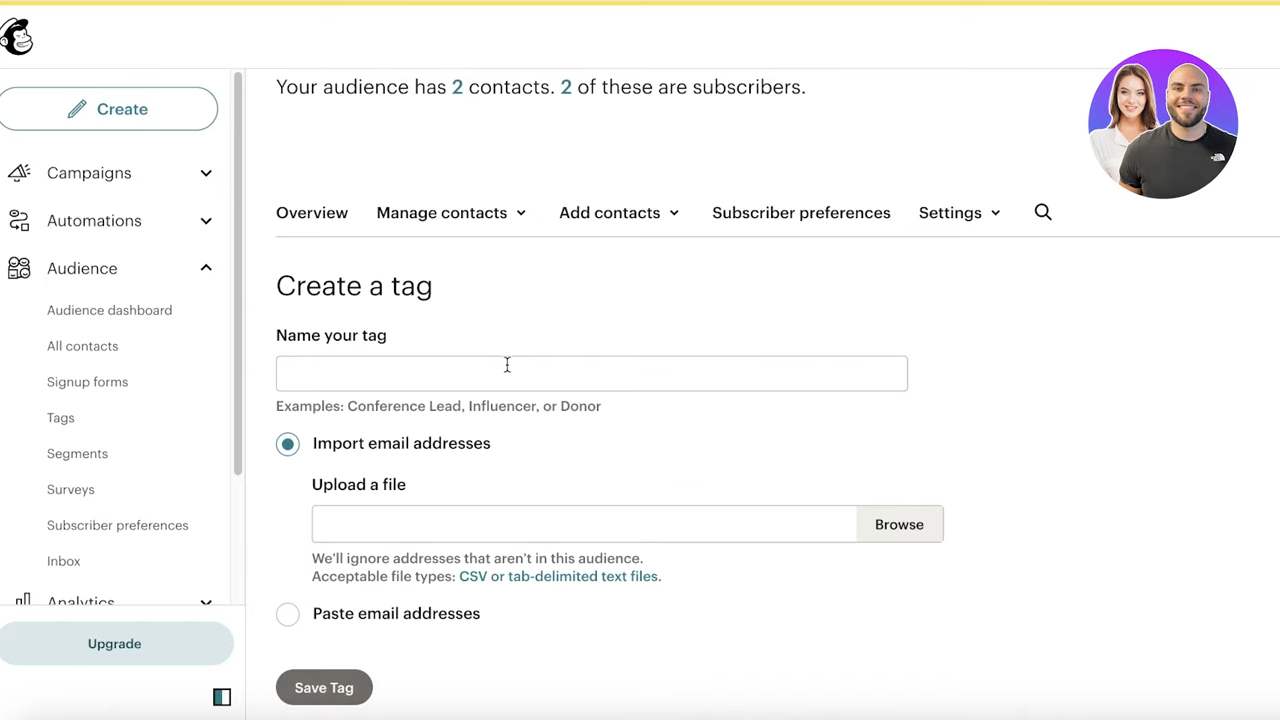 Your audience has 2 contacts. 2 of these are subscribers.
Create
Campaigns
Automations
Audience
Audience dashboard
All contacts
Signup forms
Tags
Segments
Surveys
Subscriber preferences
Inbox
Analytics
Upgrade
Overview Manage contacts Add contacts Subscriber preferences Settings
Create a tag
Name your tag
Examples: Conference Lead, Influencer, or Donor
Import email addresses
Upload a file
Browse
We'll ignore addresses that aren't in this audience.
Acceptable file types: CSV or tab-delimited text files.
Paste email addresses
Save Tag